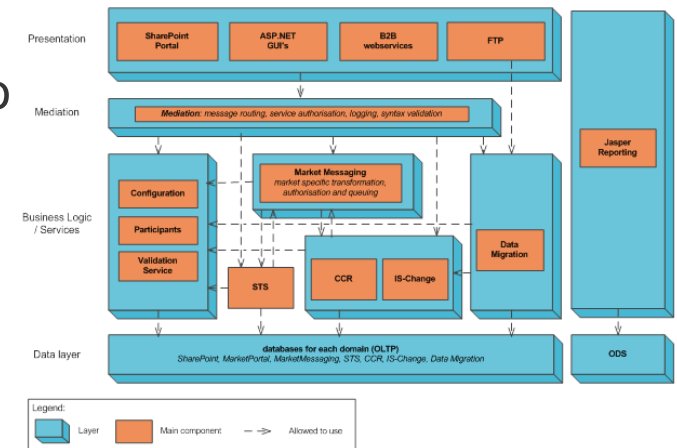 Presentation
SharePoint
Portal
ASP.NET
GUI's
B2B
webservices
FTP
Mediation
Mediation: message routing, service authorisation, logging, syntax validation
Jasper
Reporting
Business Logic
/ Services
Configuration
Participants
Validation
Service
Market Messaging
market specific transformation,
authorisation and queuing
STS
CCR
IS-Change
Data
Migration
Data layer
databases for each domain (OLTP)
SharePoint, MarketPortal, MarketMessaging, STS, CCR, IS-Change, Data Migration
ODS
Legend:
Layer
Main component
Allowed to use